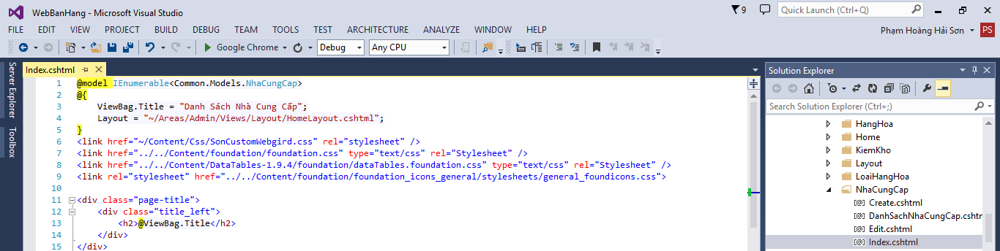 WebBanHang - Microsoft Visual Studio
9
Quick Launch (Ctrl+Q)
FILE EDIT VIEW PROJECT BUILD DEBUG TEAM TOOLS TEST ARCHITECTURE ANALYZE WINDOW HELP
Phạm Hoàng Hải Sơn PS
Google Chrome Debug Any CPU
Server Explorer
Toolbox
Index.cshtml
1 @model IEnumerable<Common.Models.NhaCungCap>
2 @{
3 ViewBag.Title = "Danh Sách Nhà Cung Cấp";
4 Layout = "~/Areas/Admin/Views/Layout/HomeLayout.cshtml";
5 }
6 <link href="~/Content/Css/SonCustomWebgird.css" rel="stylesheet" />
7 <link href="../../Content/foundation/foundation.css" type="text/css" rel="Stylesheet" />
8 <link href="../../Content/DataTables-1.9.4/foundation/dataTables.foundation.css" type="text/css" rel="Stylesheet" />
9 <link rel="stylesheet" href="../../Content/foundation/foundation_icons_general/stylesheets/general_foundicons.css">
10
11 <div class="page-title">
12 <div class="title_left">
13 <h2>@ViewBag.Title</h2>
14 </div>
15 </div>
Solution Explorer
Search Solution Explorer (Ctrl+;)
HangHoa
Home
KiemKho
Layout
LoaiHangHoa
NhaCungCap
Create.cshtml
DanhSachNhaCungCap.cshtm
Edit.cshtml
Index.cshtml